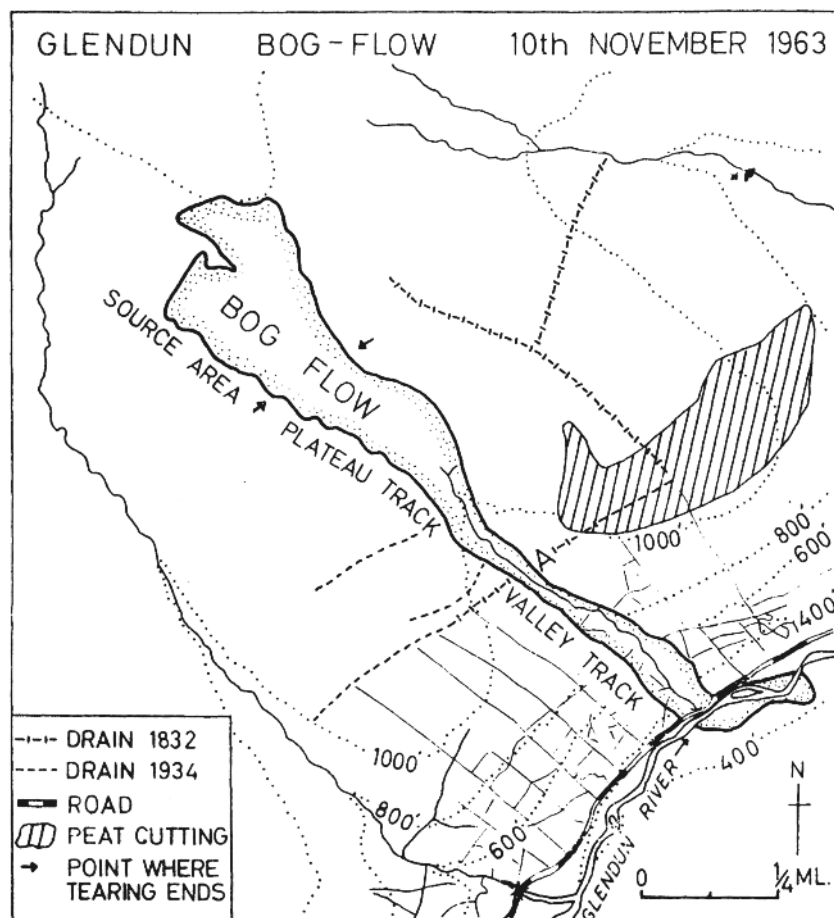 GLENDUN BOG-FLOW 10th NOVEMBER 1963
BOG FLOW
SOURCE AREA
PLATEAU TRACK
A
VALLEY TRACK
1000'
800'
600'
400'
1000'
800'
600'
400'
GLENDUN RIVER
N
0 1/4 ML.
DRAIN 1832
DRAIN 1934
ROAD
PEAT CUTTING
POINT WHERE
TEARING ENDS